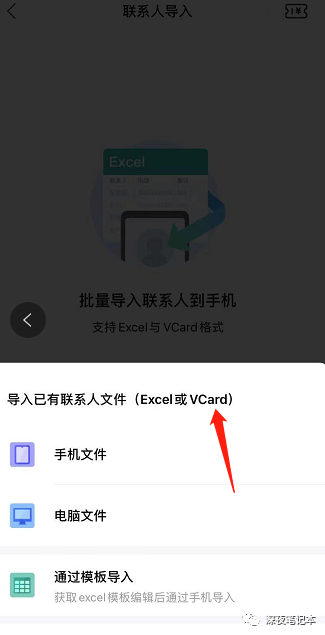 联系人导入
Excel
批量导入联系人到手机
支持Excel与VCard格式
导入已有联系人文件（Excel或VCard）
手机文件
电脑文件
通过模板导入
获取excel模板编辑后通过手机导入
深夜笔记本